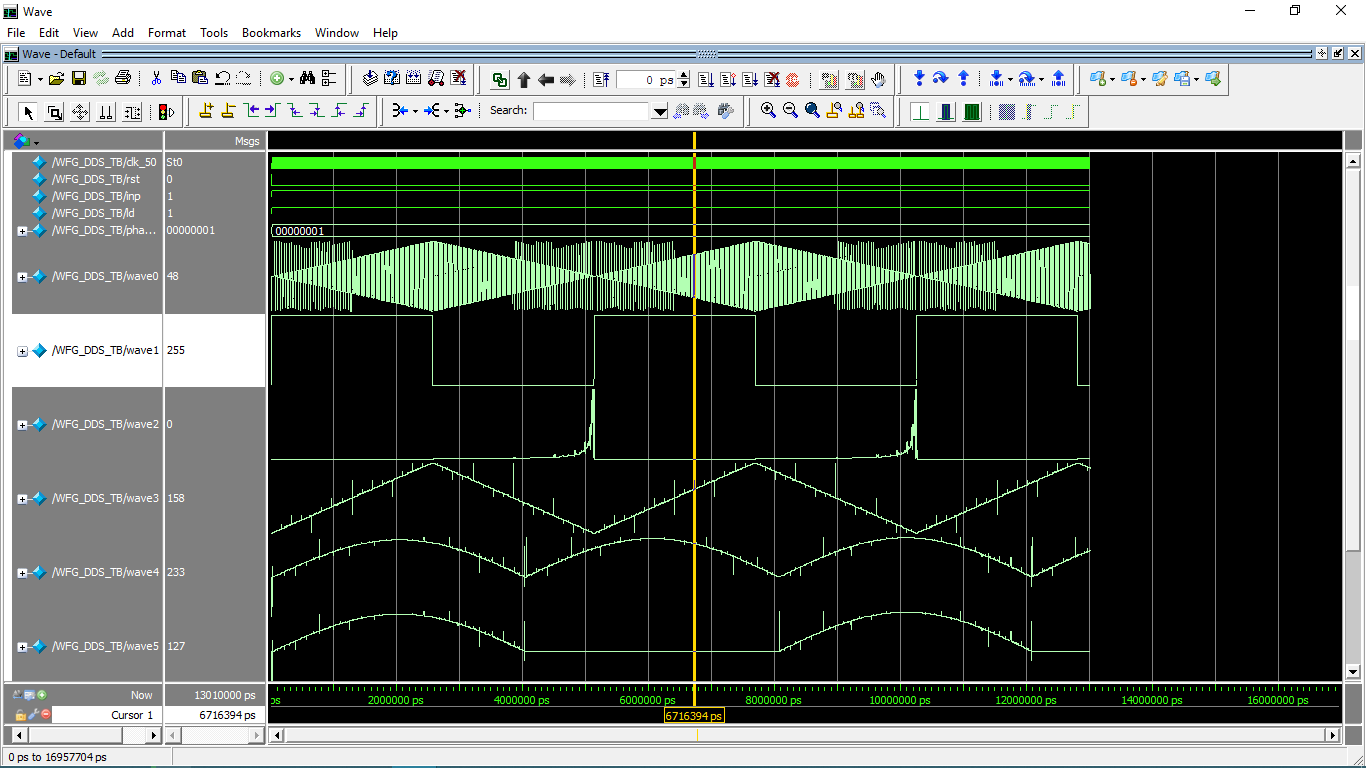 Wave
File Edit View Add Format Tools Bookmarks Window Help
Wave - Default
0 ps
Search:
Msgs
/WFG_DDS_TB/clk_50 St0
/WFG_DDS_TB/rst 0
/WFG_DDS_TB/inp 1
/WFG_DDS_TB/ld 1
/WFG_DDS_TB/pha... 00000001 00000001
/WFG_DDS_TB/wave0 48
/WFG_DDS_TB/wave1 255
/WFG_DDS_TB/wave2 0
/WFG_DDS_TB/wave3 158
/WFG_DDS_TB/wave4 233
/WFG_DDS_TB/wave5 127
Now 13010000 ps ps 2000000 ps 4000000 ps 6000000 ps 8000000 ps 10000000 ps 12000000 ps 14000000 ps 16000000 ps
Cursor 1 6716394 ps 6716394 ps
0 ps to 16957704 ps